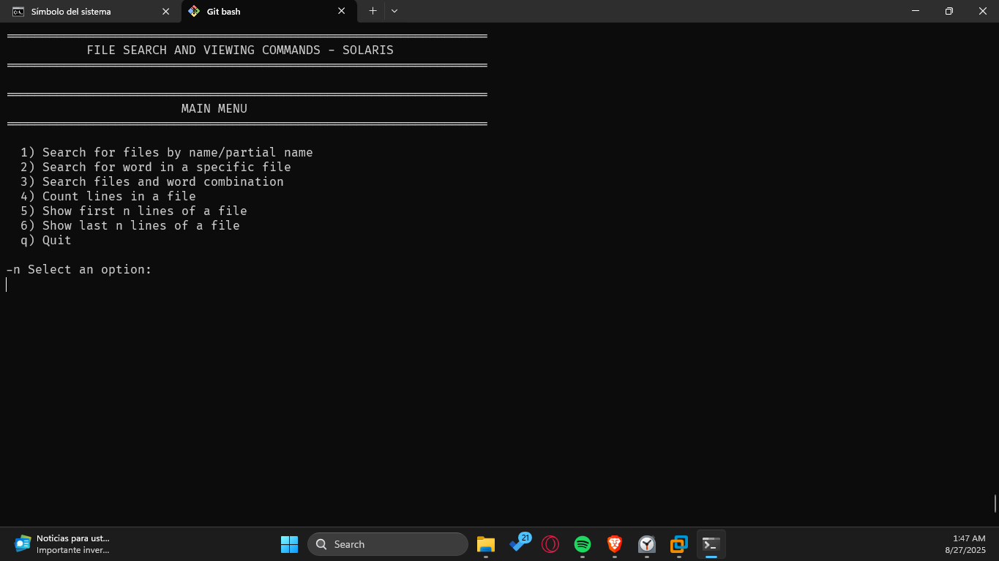 Símbolo del sistema
Git bash
FILE SEARCH AND VIEWING COMMANDS - SOLARIS
MAIN MENU
1) Search for files by name/partial name
2) Search for word in a specific file
3) Search files and word combination
4) Count lines in a file
5) Show first n lines of a file
6) Show last n lines of a file
q) Quit
-n Select an option:
Noticias para ust...
Importante inver...
Search
21
1:47 AM
8/27/2025